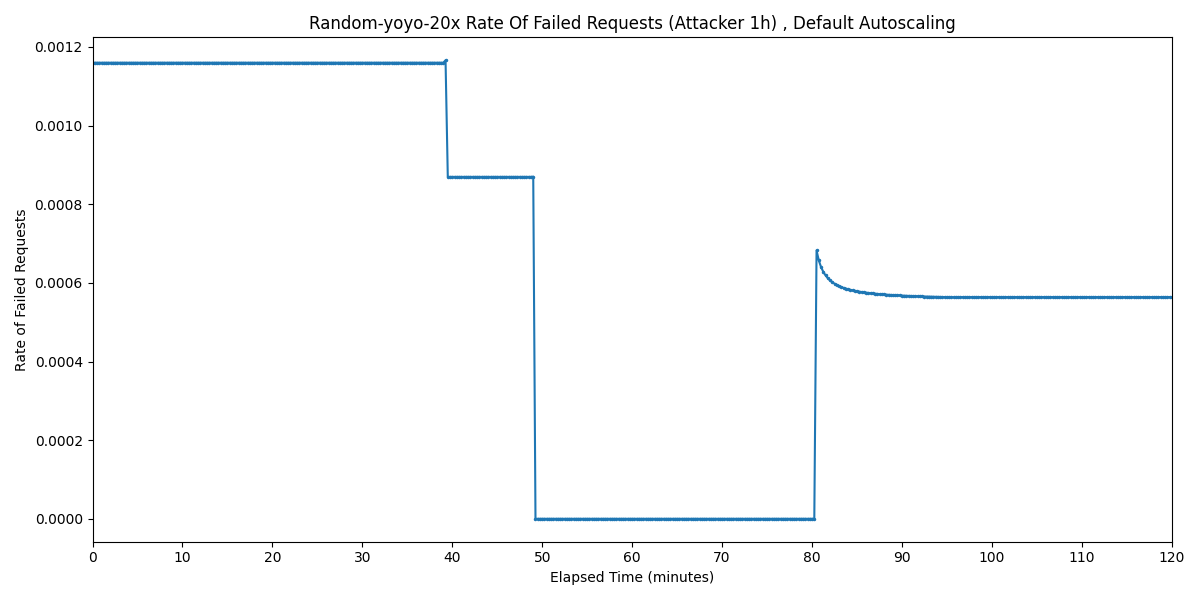 Random-yoyo-20x Rate Of Failed Requests (Attacker 1h) , Default Autoscaling
Rate of Failed Requests
0.0012
0.0010
0.0008
0.0006
0.0004
0.0002
0.0000
0 10 20 30 40 50 60 70 80 90 100 110 120
Elapsed Time (minutes)